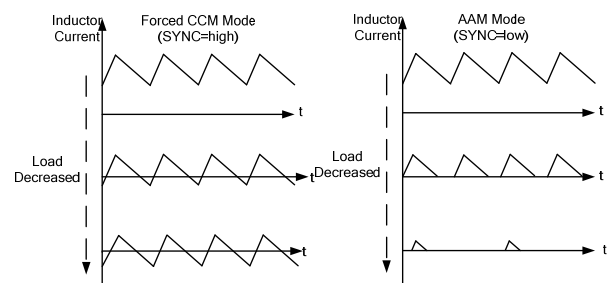 Inductor
Current
Forced CCM Mode
(SYNC=high)
t
Load
Decreased
t
t
Inductor
Current
AAM Mode
(SYNC=low)
t
Load
Decreased
t
t